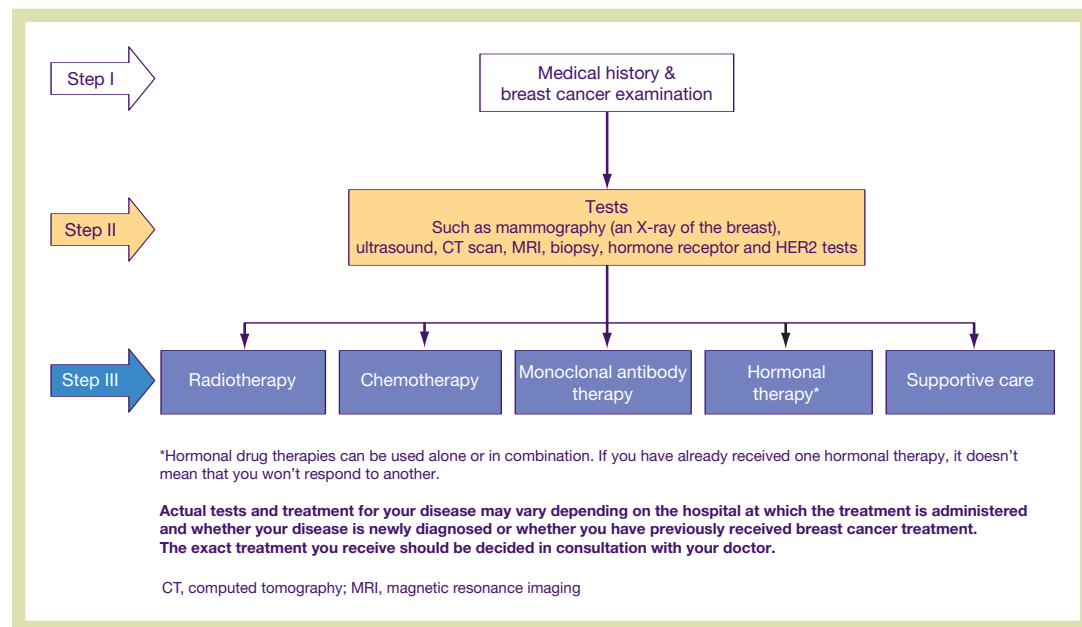 Step I
Medical history &
breast cancer examination
Step II
Tests
Such as mammography (an X-ray of the breast),
ultrasound, CT scan, MRI, biopsy, hormone receptor and HER2 tests
Step III
Radiotherapy
Chemotherapy
Monoclonal antibody
therapy
Hormonal
therapy*
Supportive care
*Hormonal drug therapies can be used alone or in combination. If you have already received one hormonal therapy, it doesn't
mean that you won't respond to another.
Actual tests and treatment for your disease may vary depending on the hospital at which the treatment is administered
and whether your disease is newly diagnosed or whether you have previously received breast cancer treatment.
The exact treatment you receive should be decided in consultation with your doctor.
CT, computed tomography; MRI, magnetic resonance imaging